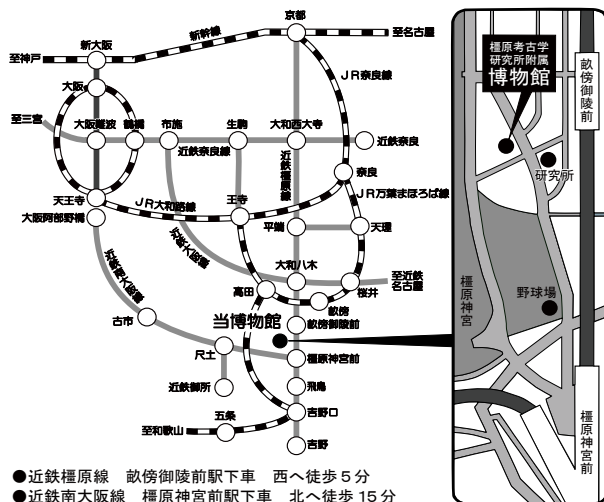 京都
新幹線
至名古屋
新大阪
至神戸
大阪
JR奈良線
至三宮
大阪難波
鶴橋
布施
生駒
大和西大寺
近鉄奈良
近鉄奈良線
近鉄橿原線
奈良
JR万葉まほろば線
天王寺
JR大和路線
王寺
大阪阿部野橋
平端
天理
近鉄大阪線
近鉄南大阪線
大和八木
至近鉄
名古屋
高田
桜井
畝傍
古市
当博物館
畝傍御陵前
尺土
橿原神宮前
近鉄御所
飛鳥
五条
吉野口
至和歌山
吉野
橿原考古学
研究所附属
博物館
畝傍御陵前
研究所
橿原神宮
野球場
橿原神宮前
●近鉄橿原線 畝傍御陵前駅下車 西へ徒歩5分
●近鉄南大阪線 橿原神宮前駅下車 北へ徒歩15分